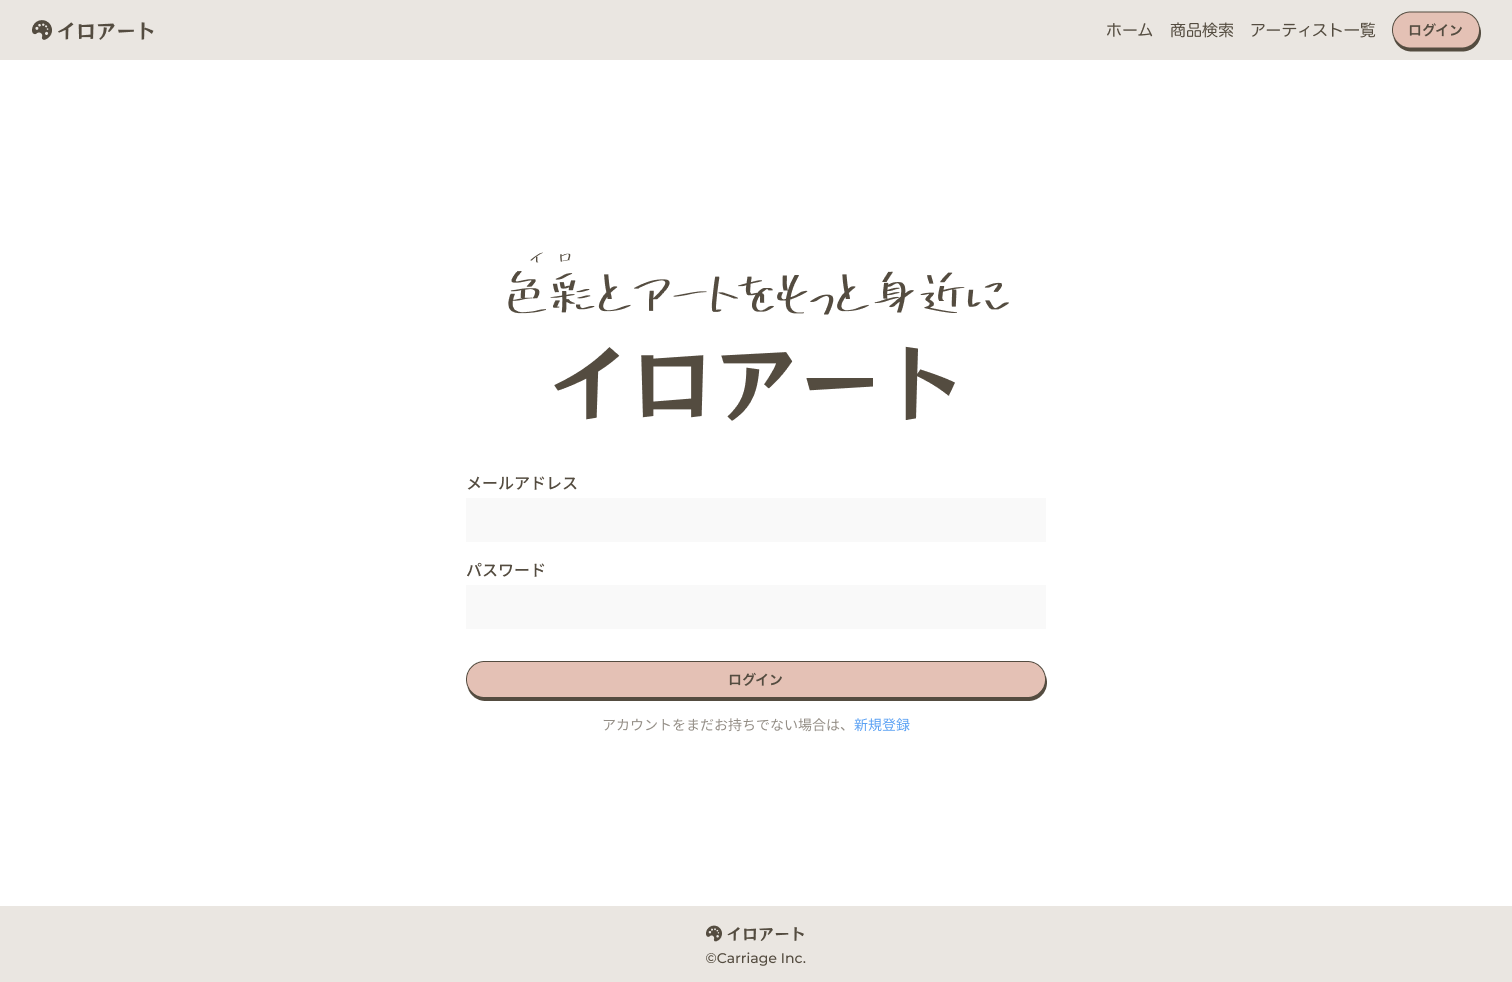 イロアート
ホーム 商品検索 アーティスト一覧 ログイン
イロ
色彩とアートをもっと身近に
イロアート
メールアドレス
パスワード
ログイン
アカウントをまだお持ちでない場合は、新規登録
イロアート
©Carriage Inc.